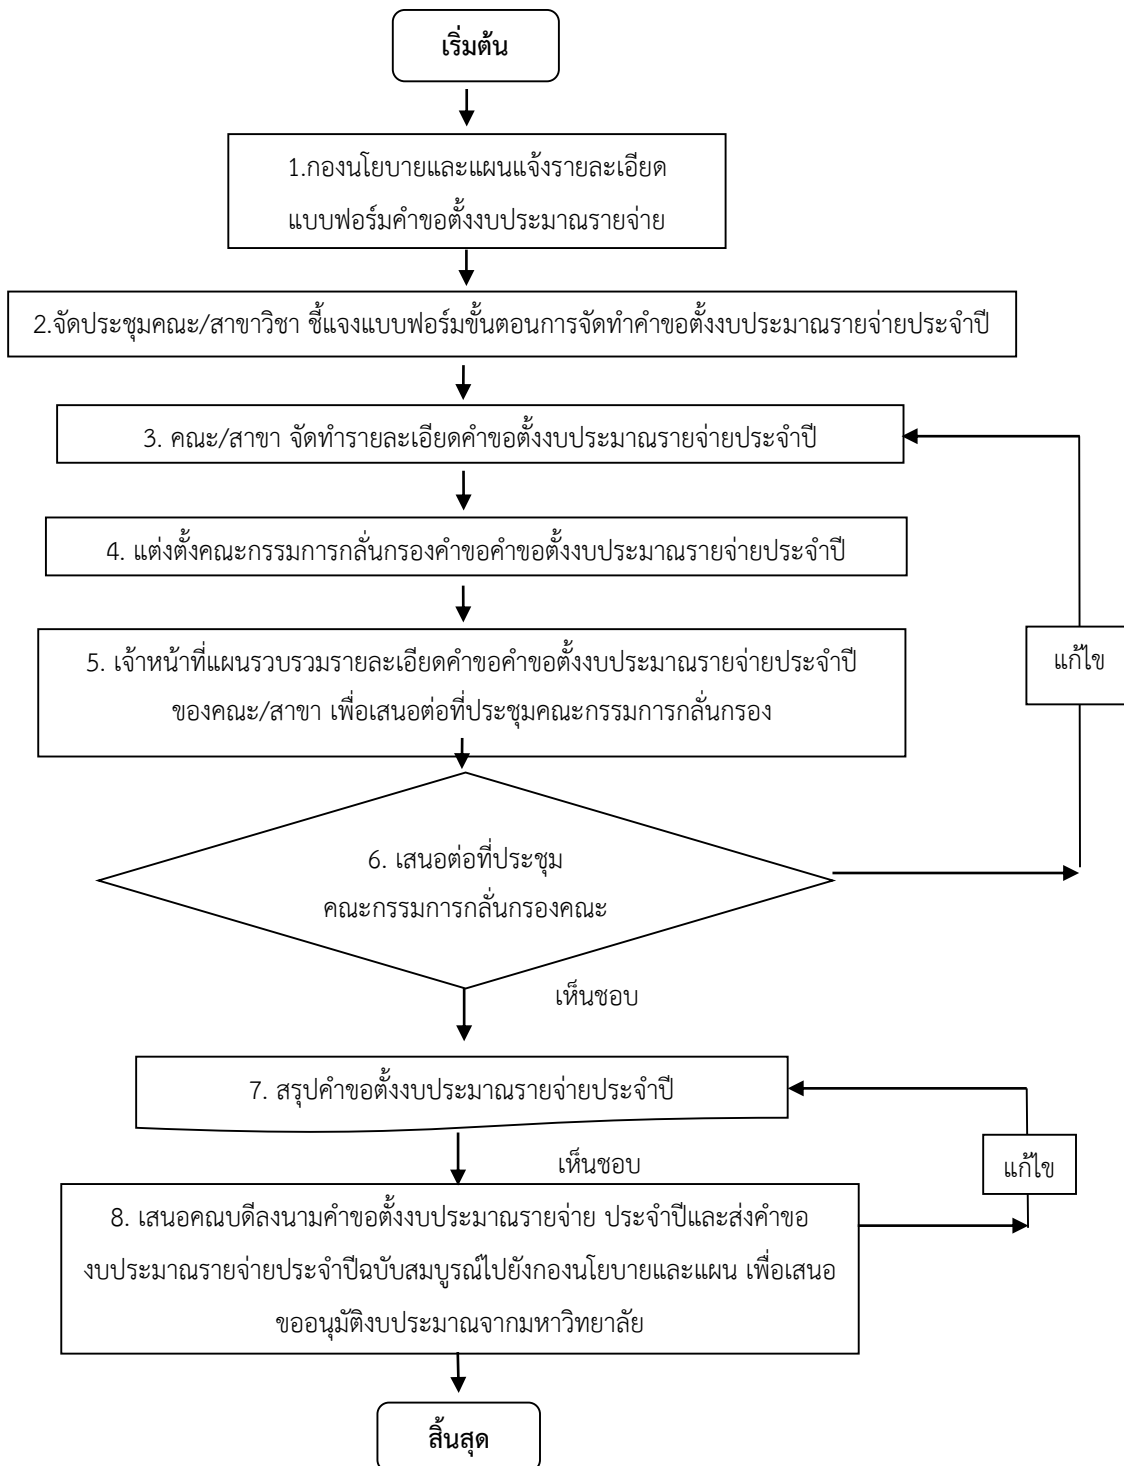 เริ่มต้น
1.กองนโยบายและแผนแจ้งรายละเอียด
แบบฟอร์มคำขอตั้งงบประมาณรายจ่าย
2.จัดประชุมคณะ/สาขาวิชา ชี้แจงแบบฟอร์มขั้นตอนการจัดทำคำขอตั้งงบประมาณรายจ่ายประจำปี
3. คณะ/สาขา จัดทำรายละเอียดคำขอตั้งงบประมาณรายจ่ายประจำปี
4. แต่งตั้งคณะกรรมการกลั่นกรองคำขอคำขอตั้งงบประมาณรายจ่ายประจำปี
5. เจ้าหน้าที่แผนรวบรวมรายละเอียดคำขอคำขอตั้งงบประมาณรายจ่ายประจำปี
ของคณะ/สาขา เพื่อเสนอต่อที่ประชุมคณะกรรมการกลั่นกรอง
แก้ไข
6. เสนอต่อที่ประชุม
คณะกรรมการกลั่นกรองคณะ
เห็นชอบ
7. สรุปคำขอตั้งงบประมาณรายจ่ายประจำปี
เห็นชอบ
แก้ไข
8. เสนอคณบดีลงนามคำขอตั้งงบประมาณรายจ่าย ประจำปีและส่งคำขอ
งบประมาณรายจ่ายประจำปีฉบับสมบูรณ์ไปยังกองนโยบายและแผน เพื่อเสนอ
ขออนุมัติงบประมาณจากมหาวิทยาลัย
สิ้นสุด